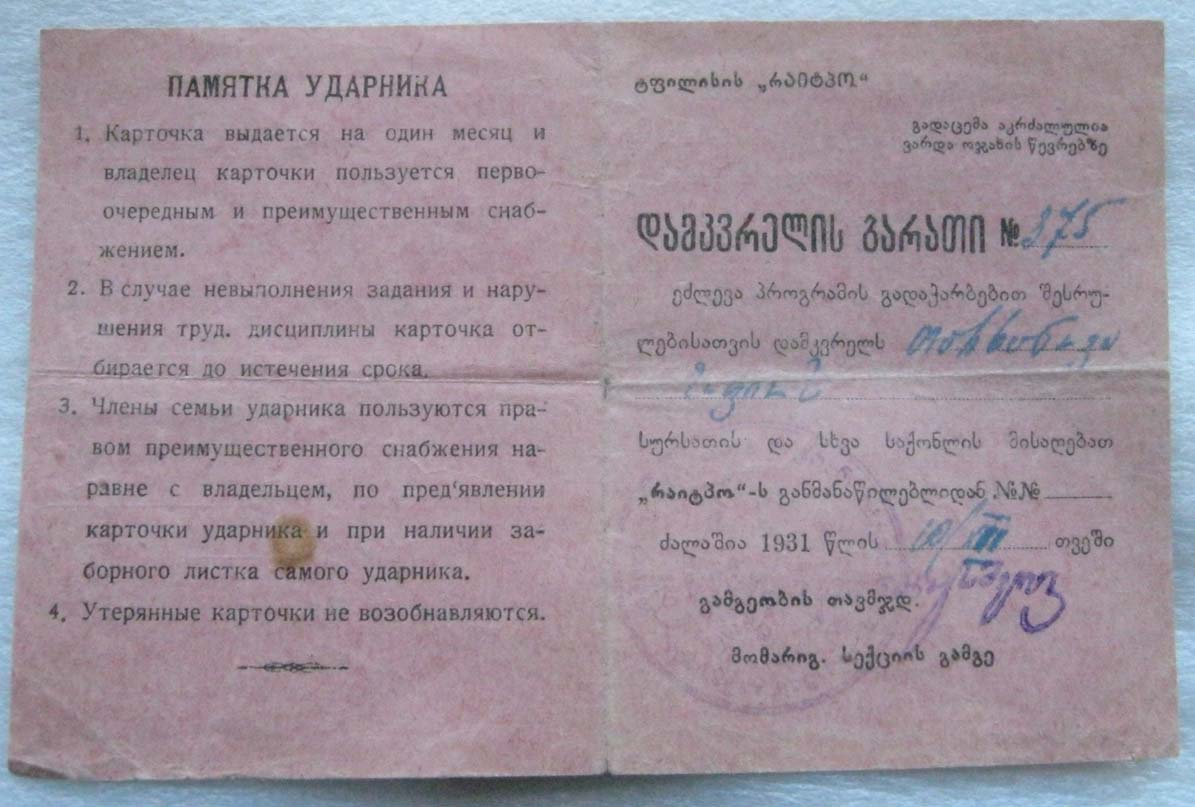 ПАМЯТКА УДАРНИКА
1. Карточка выдается на один месяц и
владелец карточки пользуется перво-
очередным и преимущественным снаб-
жением.
2. В случае невыполнения задания и нару-
шения труд. дисциплины карточка от-
бирается до истечения срока.
3. Члены семьи ударника пользуются пра-
вом преимущественного снабжения на-
равне с владельцем, по пред‘явлении
карточки ударника и при наличии за-
борного листка самого ударника.
4. Утерянные карточки не возобнавляются.
ტფილისის „რაიტპო“
გადაცემა აკრძალულია
გარდა ოჯახის წევრებზე
დამკვრელის ბარათი № 275
ეძლევა პროგრამის გადაჭარბებით შესრუ-
ლებისათვის დამკვრელს
სურსათის და სხვა საქონლის მისაღებათ
„რაიტპო“-ს განმანაწილებლიდან №№
ძალაშია 1931 წლის თვეში
გამგეობის თავმჯდ.
მომარიგ. სექციის გამგე